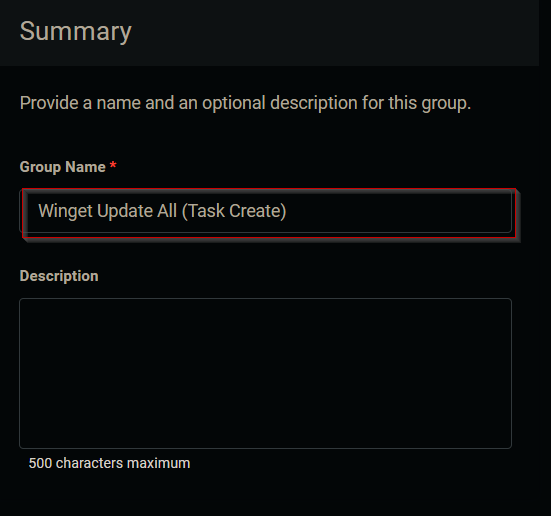 Summary
Provide a name and an optional description for this group.
Group Name *
Winget Update All (Task Create)
Description
500 characters maximum